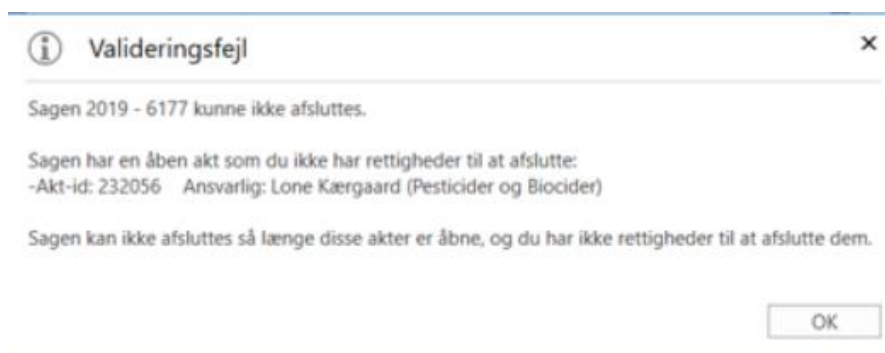 Valideringsfejl
Sagen 2019 - 6177 kunne ikke afsluttes.
Sagen har en åben akt som du ikke har rettigheder til at afslutte:
-Akt-id: 232056 Ansvarlig: Lone Kærgaard (Pesticider og Biocider)
Sagen kan ikke afsluttes så længe disse akter er åbne, og du har ikke rettigheder til at afslutte dem.
OK